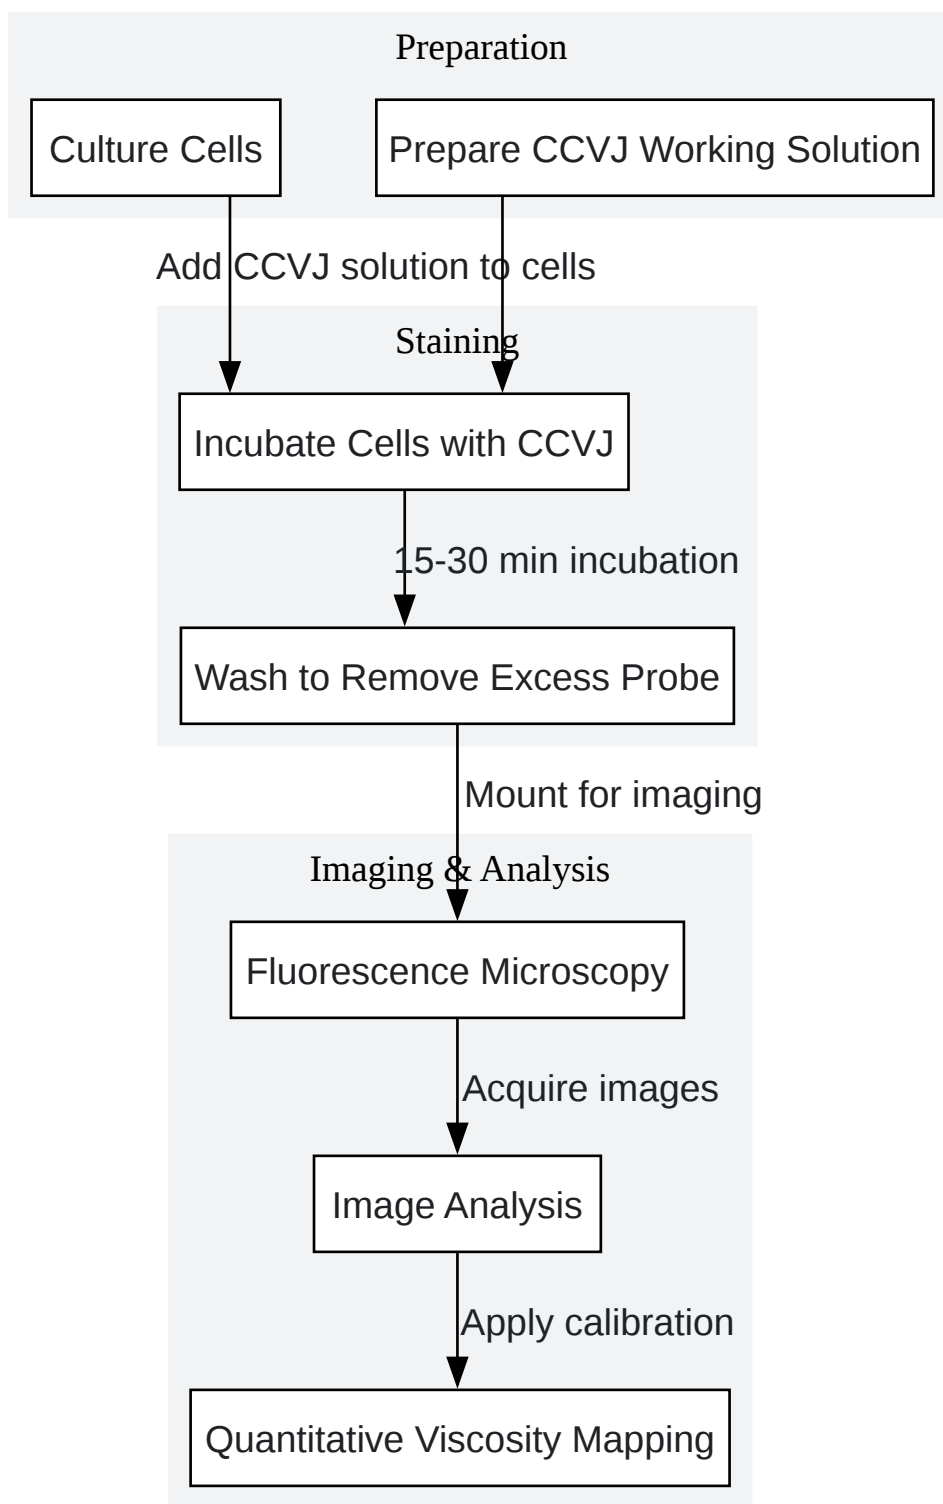 Preparation
Culture Cells
Prepare CCVJ Working Solution
Add CCVJ solution to cells
Staining
Incubate Cells with CCVJ
15-30 min incubation
Wash to Remove Excess Probe
Mount for imaging
Imaging & Analysis
Fluorescence Microscopy
Acquire images
Image Analysis
Apply calibration
Quantitative Viscosity Mapping